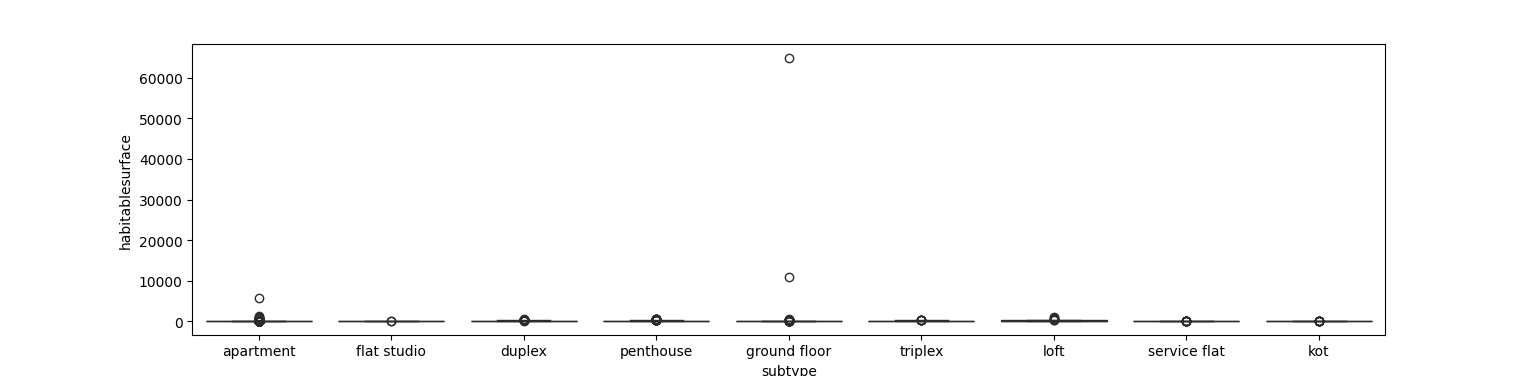 60000
50000
40000
30000
20000
10000
0
habitablesurface
apartment flat studio duplex penthouse ground floor triplex loft service flat kot
subtype